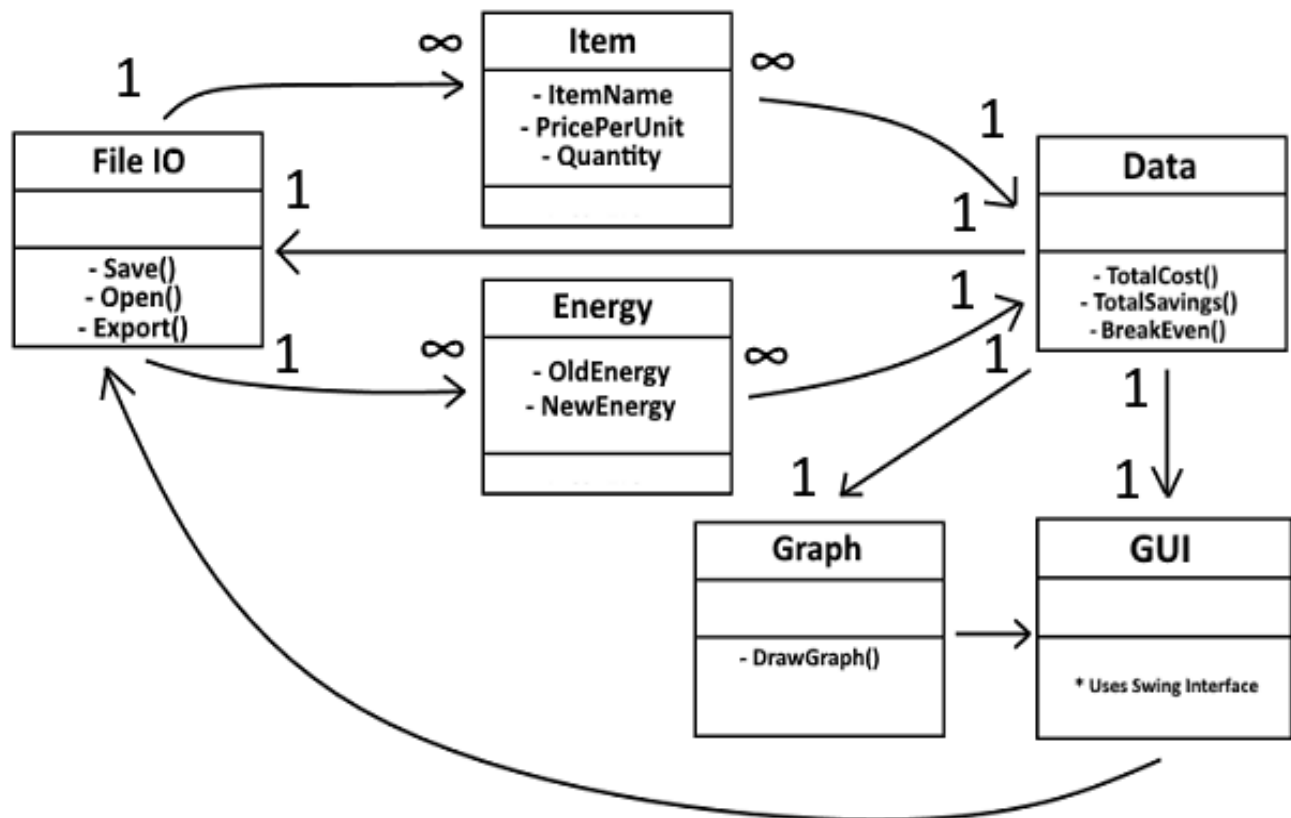 ∞
Item
∞
1
- ItemName
- PricePerUnit
- Quantity
1
File IO
Data
1
1
- Save()
- Open()
- Export()
- TotalCost()
- TotalSavings()
- BreakEven()
Energy
1
1
∞
∞
1
- OldEnergy
- NewEnergy
1
1
1
Graph
GUI
- DrawGraph()
* Uses Swing Interface